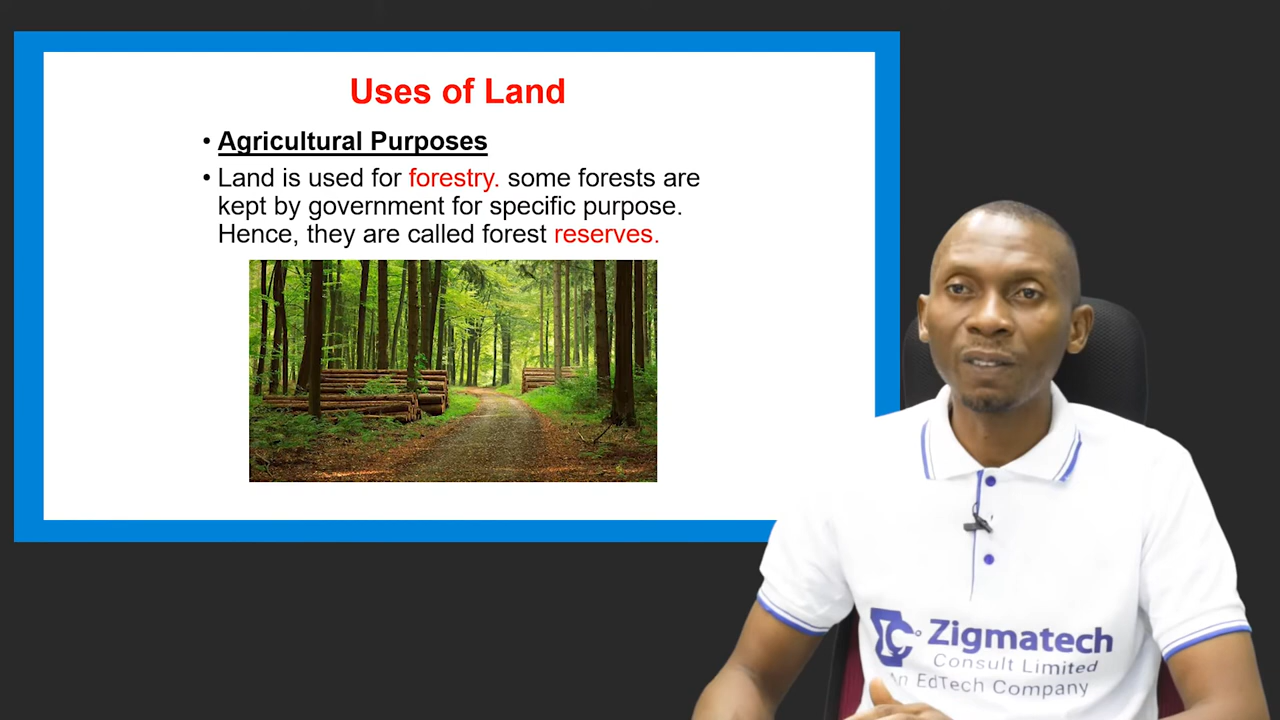 Uses of Land
• Agricultural Purposes
• Land is used for forestry. some forests are
kept by government for specific purpose.
Hence, they are called forest reserves.
Zigmatech
Consult Limited
An EdTech Company